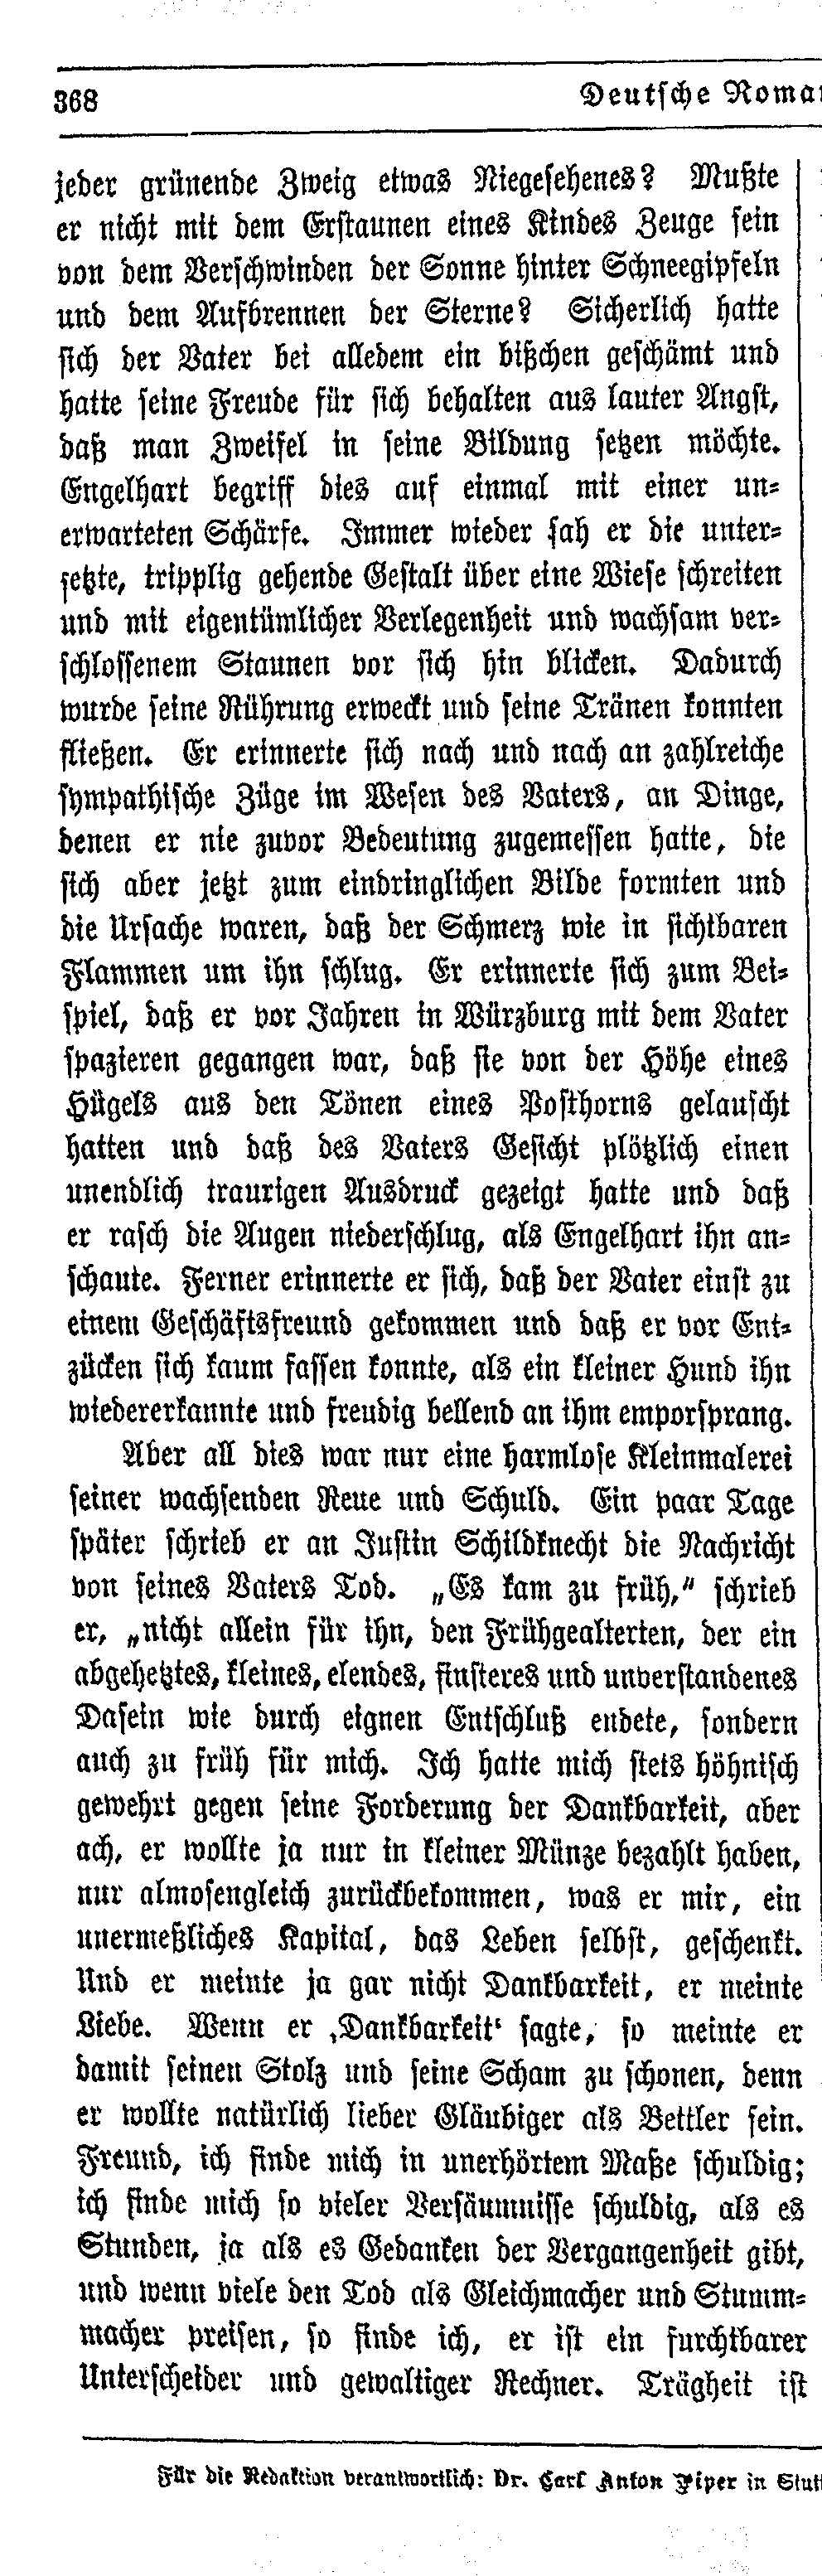 368
Deutsche Roman
jeder grünende Zweig etwas Niegesehenes? Mußte
er nicht mit dem Erstaunen eines Kindes Zeuge sein
von dem Verschwinden der Sonne hinter Schneegipfeln
und dem Aufbrennen der Sterne? Sicherlich hatte
sich der Vater bei alledem ein bißchen geschämt und
hatte seine Freude für sich behalten aus lauter Angst,
daß man Zweifel in seine Bildung setzen möchte.
Engelhart begriff dies auf einmal mit einer un-
erwarteten Schärfe. Immer wieder sah er die unter-
setzte, tripplig gehende Gestalt über eine Wiese schreiten
und mit eigentümlicher Verlegenheit und wachsam ver-
schlossenem Staunen vor sich hin blicken. Dadurch
wurde seine Rührung erweckt und seine Tränen konnten
fließen. Er erinnerte sich nach und nach an zahlreiche
sympathische Züge im Wesen des Vaters, an Dinge,
denen er nie zuvor Bedeutung zugemessen hatte, die
sich aber jetzt zum eindringlichen Bilde formten und
die Ursache waren, daß der Schmerz wie in sichtbaren
Flammen um ihn schlug. Er erinnerte sich zum Bei-
spiel, daß er vor Jahren in Würzburg mit dem Vater
spazieren gegangen war, daß sie von der Höhe eines
Hügels aus den Tönen eines Posthorns gelauscht
hatten und daß des Vaters Gesicht plötzlich einen
unendlich traurigen Ausdruck gezeigt hatte und daß
er rasch die Augen niederschlug, als Engelhart ihn an-
schaute. Ferner erinnerte er sich, daß der Vater einst zu
einem Geschäftsfreund gekommen und daß er vor Ent-
zücken sich kaum fassen konnte, als ein kleiner Hund ihn
wiedererkannte und freudig bellend an ihm emporsprang.
Aber all dies war nur eine harmlose Kleinmalerei
seiner wachsenden Reue und Schuld. Ein paar Tage
später schrieb er an Justin Schildknecht die Nachricht
von seines Vaters Tod. „Es kam zu früh,“ schrieb
er, „nicht allein für ihn, den Frühgealterten, der ein
abgehetztes, kleines, elendes, finsteres und unverstandenes
Dasein wie durch eignen Entschluß endete, sondern
auch zu früh für mich. Ich hatte mich stets höhnisch
gewehrt gegen seine Forderung der Dankbarkeit, aber
ach, er wollte ja nur in kleiner Münze bezahlt haben,
nur almosengleich zurückbekommen, was er mir, ein
unermeßliches Kapital, das Leben selbst, geschenkt.
Und er meinte ja gar nicht Dankbarkeit, er meinte
Liebe. Wenn er ‚Dankbarkeit‘ sagte, so meinte er
damit seinen Stolz und seine Scham zu schonen, denn
er wollte natürlich lieber Gläubiger als Bettler sein.
Freund, ich finde mich in unerhörtem Maße schuldig;
ich finde mich so vieler Versäumnisse schuldig, als es
Stunden, ja als es Gedanken der Vergangenheit gibt,
und wenn viele den Tod als Gleichmacher und Stumm-
macher preisen, so finde ich, er ist ein furchtbarer
Unterscheider und gewaltiger Rechner. Trägheit ist
Für die Redaktion verantwortlich: Dr. Carl Anton Piper in Stutt